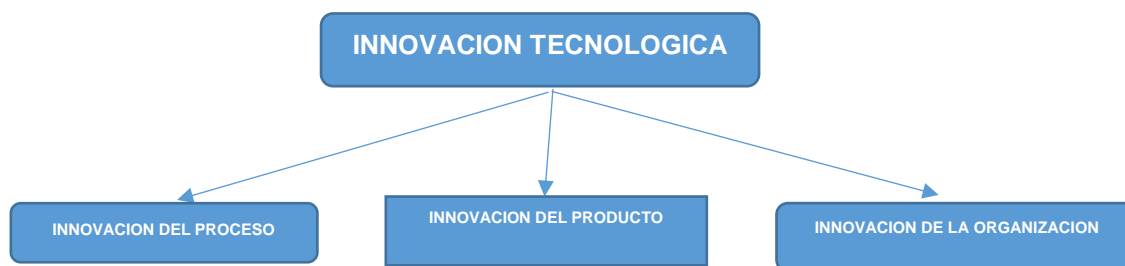 INNOVACION TECNOLOGICA
INNOVACION DEL PROCESO
INNOVACION DEL PRODUCTO
INNOVACION DE LA ORGANIZACION